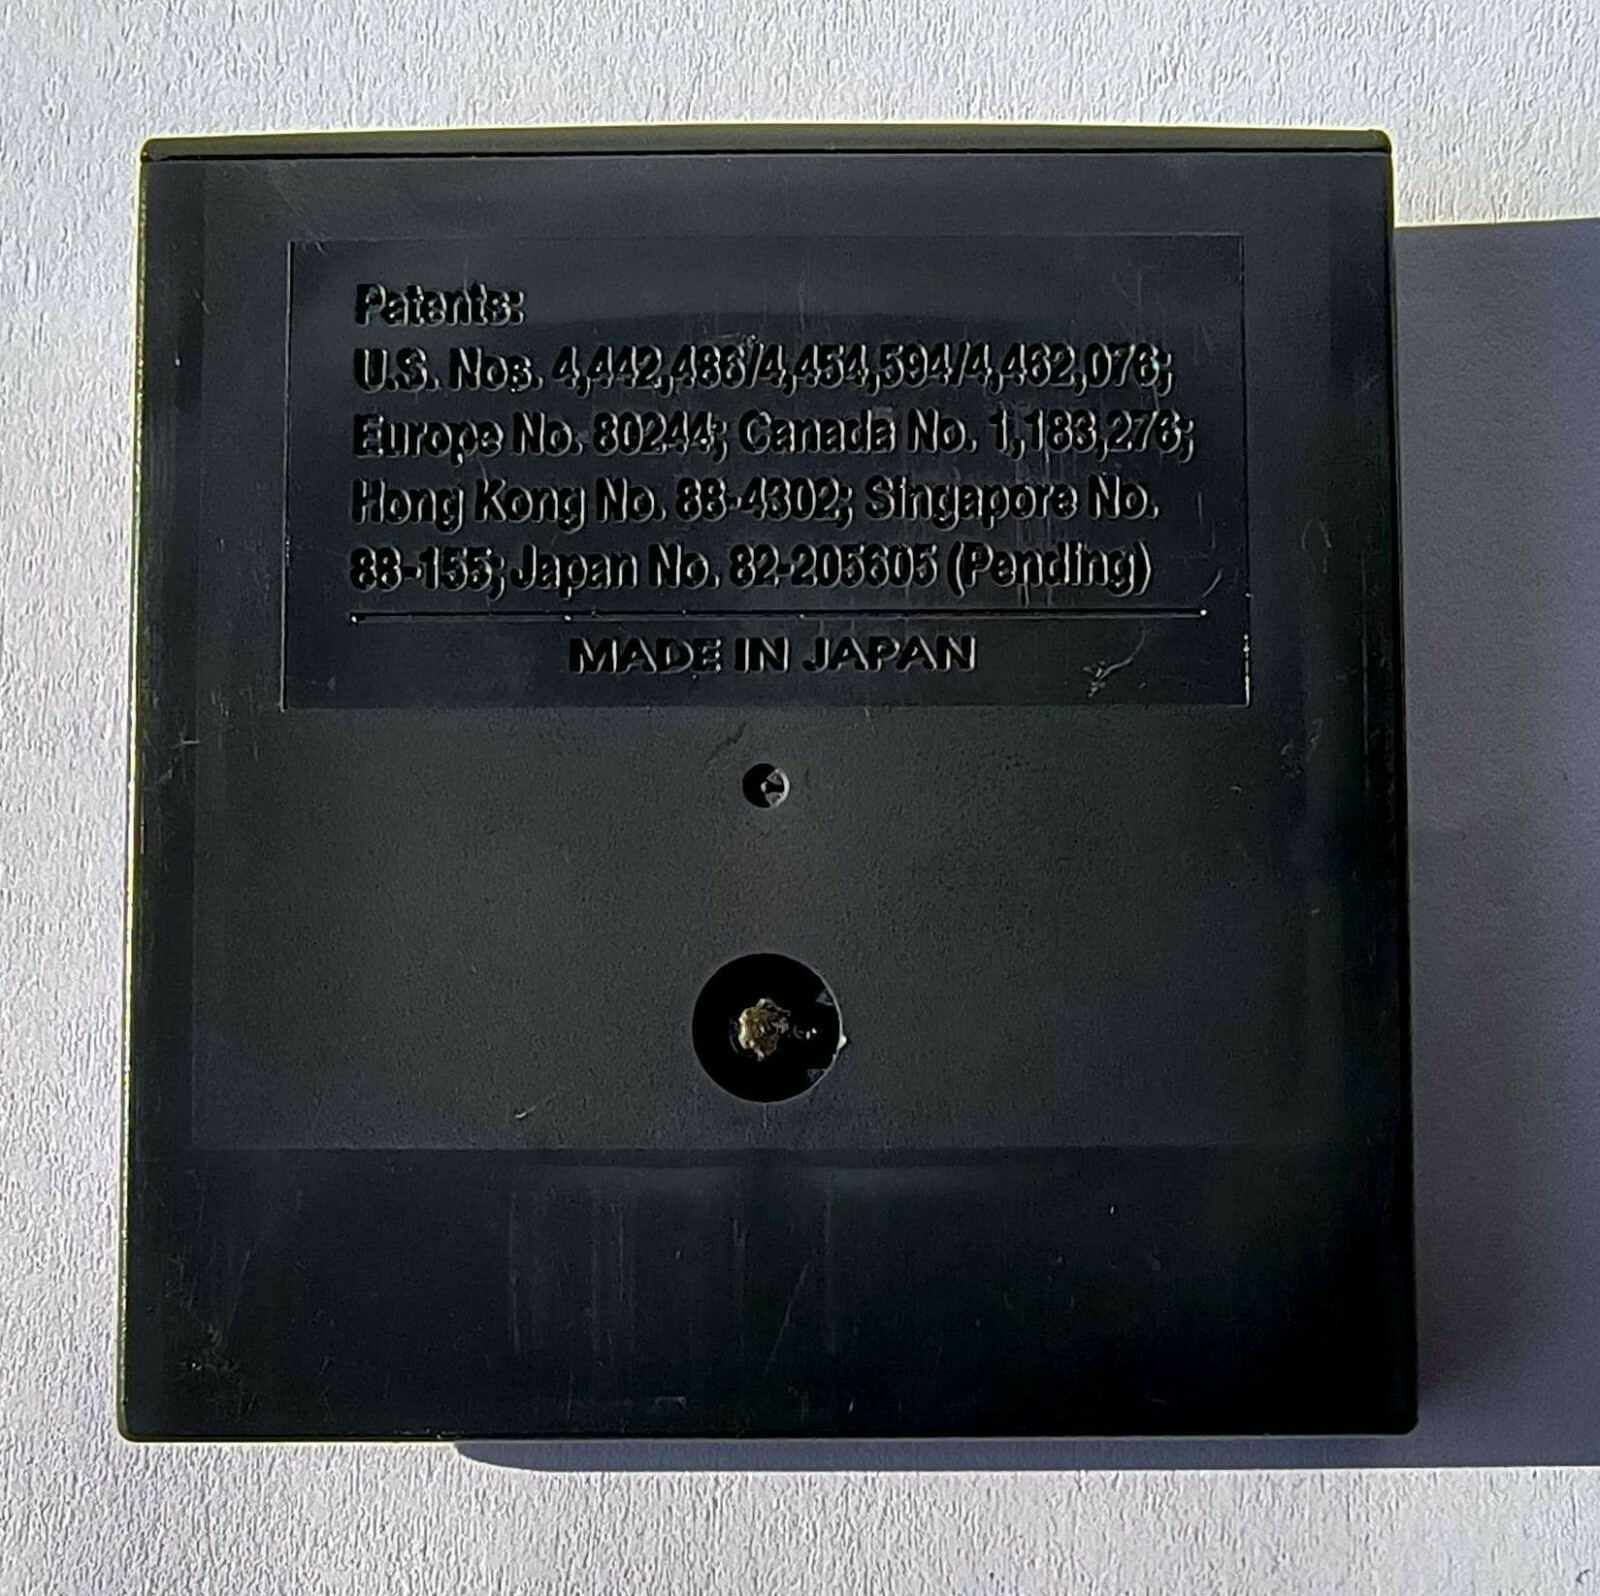 Patents:
U.S. Nos. 4,442,486/4,454,594/4,462,076;
Europe No. 80244; Canada No. 1,183,276;
Hong Kong No. 88-4302; Singapore No.
88-155; Japan No. 82-205605 (Pending)
MADE IN JAPAN